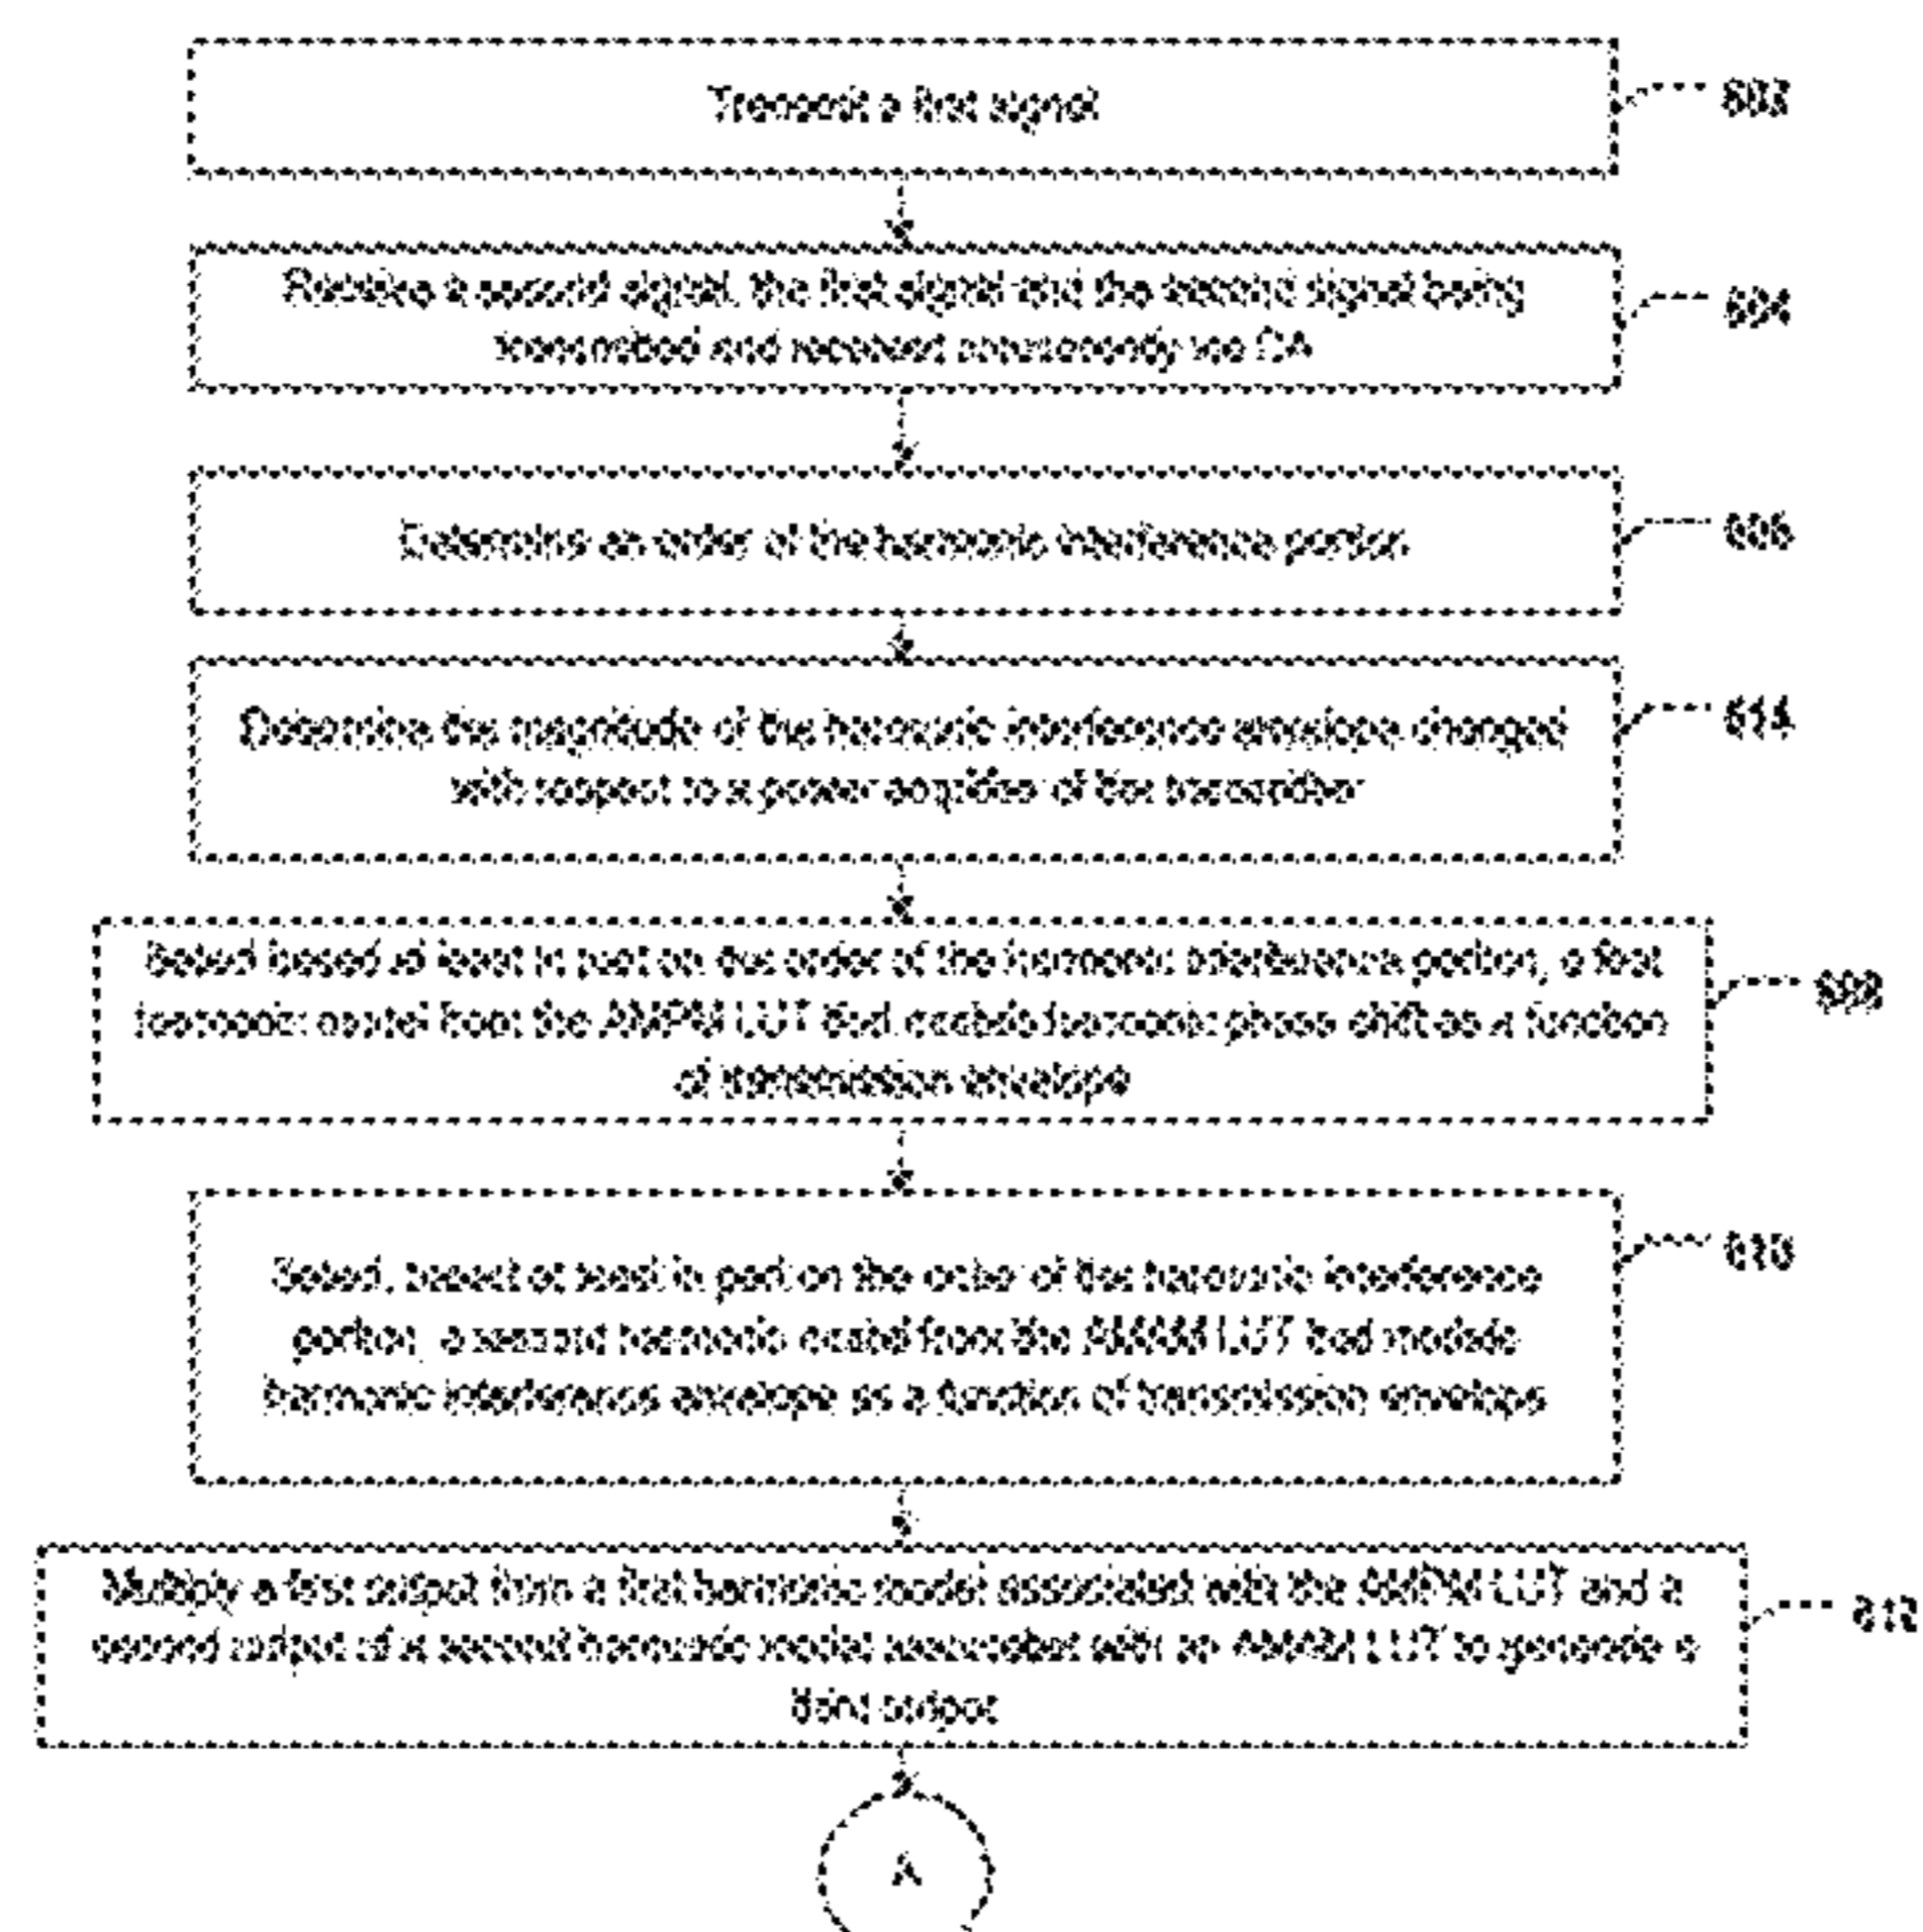 Transmit a first signal
602
Receive a second signal, the first signal and the second signal being
604
transmitted and received concurrently via CA
Determine an order of the harmonic interference portion
606
Determine the magnitude of the harmonic interference envelope changed
614
with respect to a power amplifier of the transmitter
Select based at least in part on the order of the harmonic interference portion, a first
harmonic model from the AMPM LUT that models harmonic phase shift as a function
608
of transmission envelope
Select, based at least in part on the order of the harmonic interference
610
portion, a second harmonic model from the AMAM LUT that models
harmonic interference envelope as a function of transmission envelope
Multiply a first output from a first harmonic model associated with the AMPM LUT and a
612
second output of a second harmonic model associated with an AMAM LUT to generate a
third output
A